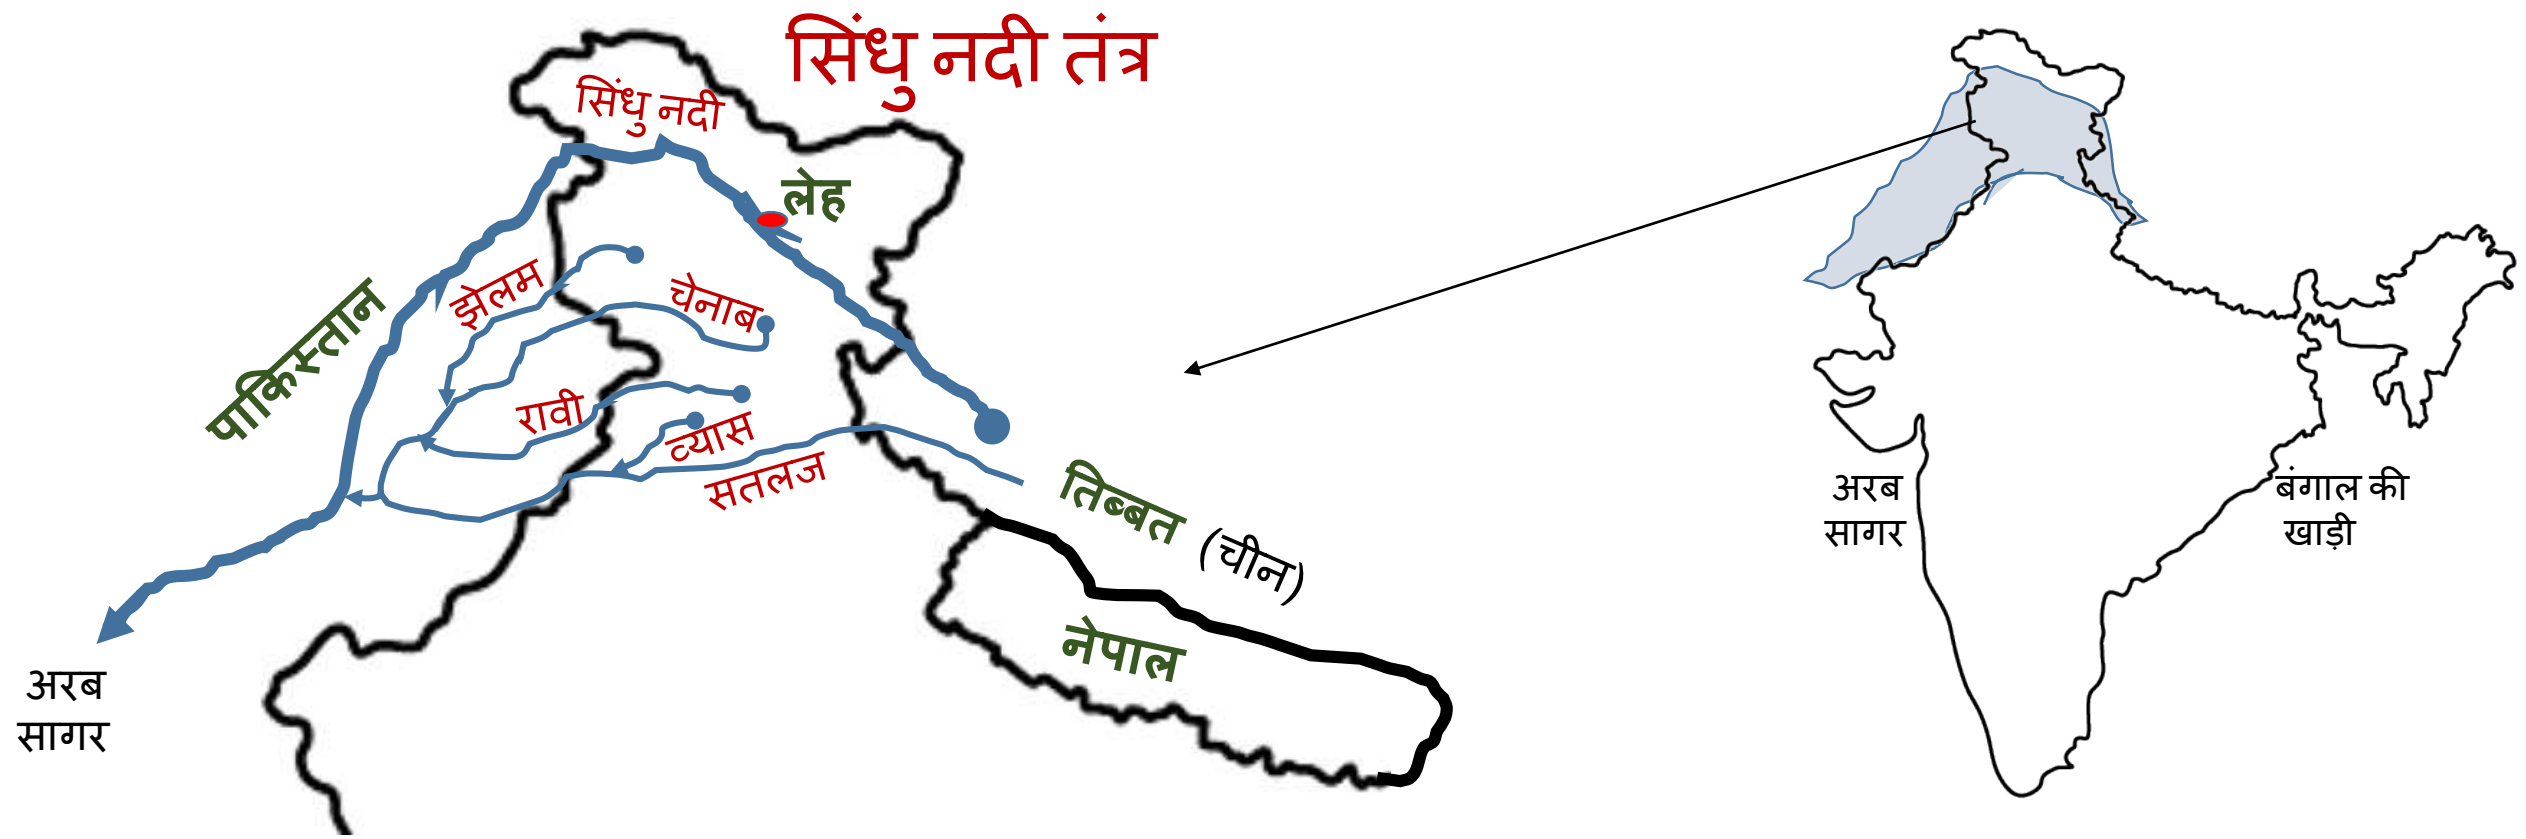 सिंधु नदी तंत्र
सिंधु नदी
लेह
झेलम
चेनाब
पाकिस्तान
रावी
व्यास
सतलज
तिब्बत (चीन)
नेपाल
अरब
सागर
अरब
सागर
बंगाल की
खाड़ी